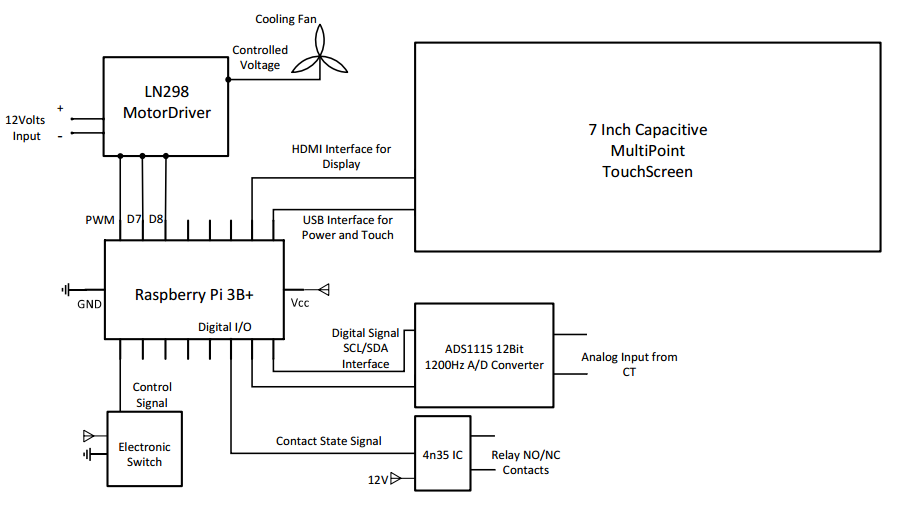 Cooling Fan
Controlled
Voltage
LN298
MotorDriver
+
12Volts
Input
-
7 Inch Capacitive
MultiPoint
TouchScreen
HDMI Interface for
Display
PWM D7 D8
USB Interface for
Power and Touch
Raspberry Pi 3B+
GND
Vcc
Digital I/O
Digital Signal
SCL/SDA
Interface
ADS1115 12Bit
1200Hz A/D Converter
Analog Input from
CT
Control
Signal
Electronic
Switch
Contact State Signal
4n35 IC
Relay NO/NC
Contacts
12V